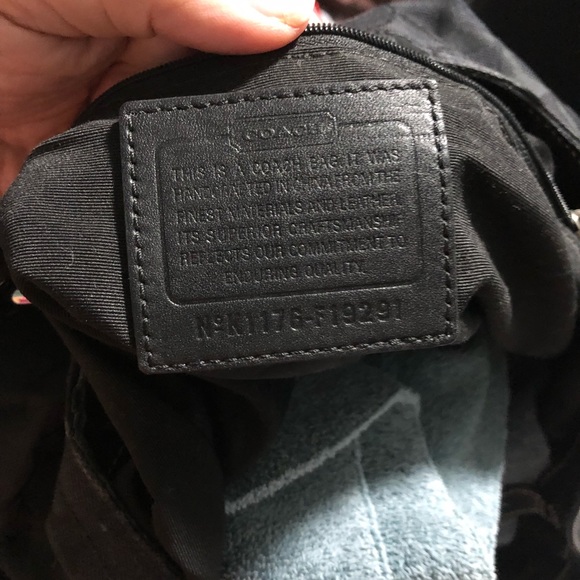 COACH
THIS IS A COACH BAG. IT WAS
HANDCRAFTED IN CHINA FROM THE
FINEST MATERIALS AND LEATHER.
ITS SUPERIOR CRAFTSMANSHIP
REFLECTS OUR COMMITMENT TO
ENDURING QUALITY.
Nº K1176-F19291